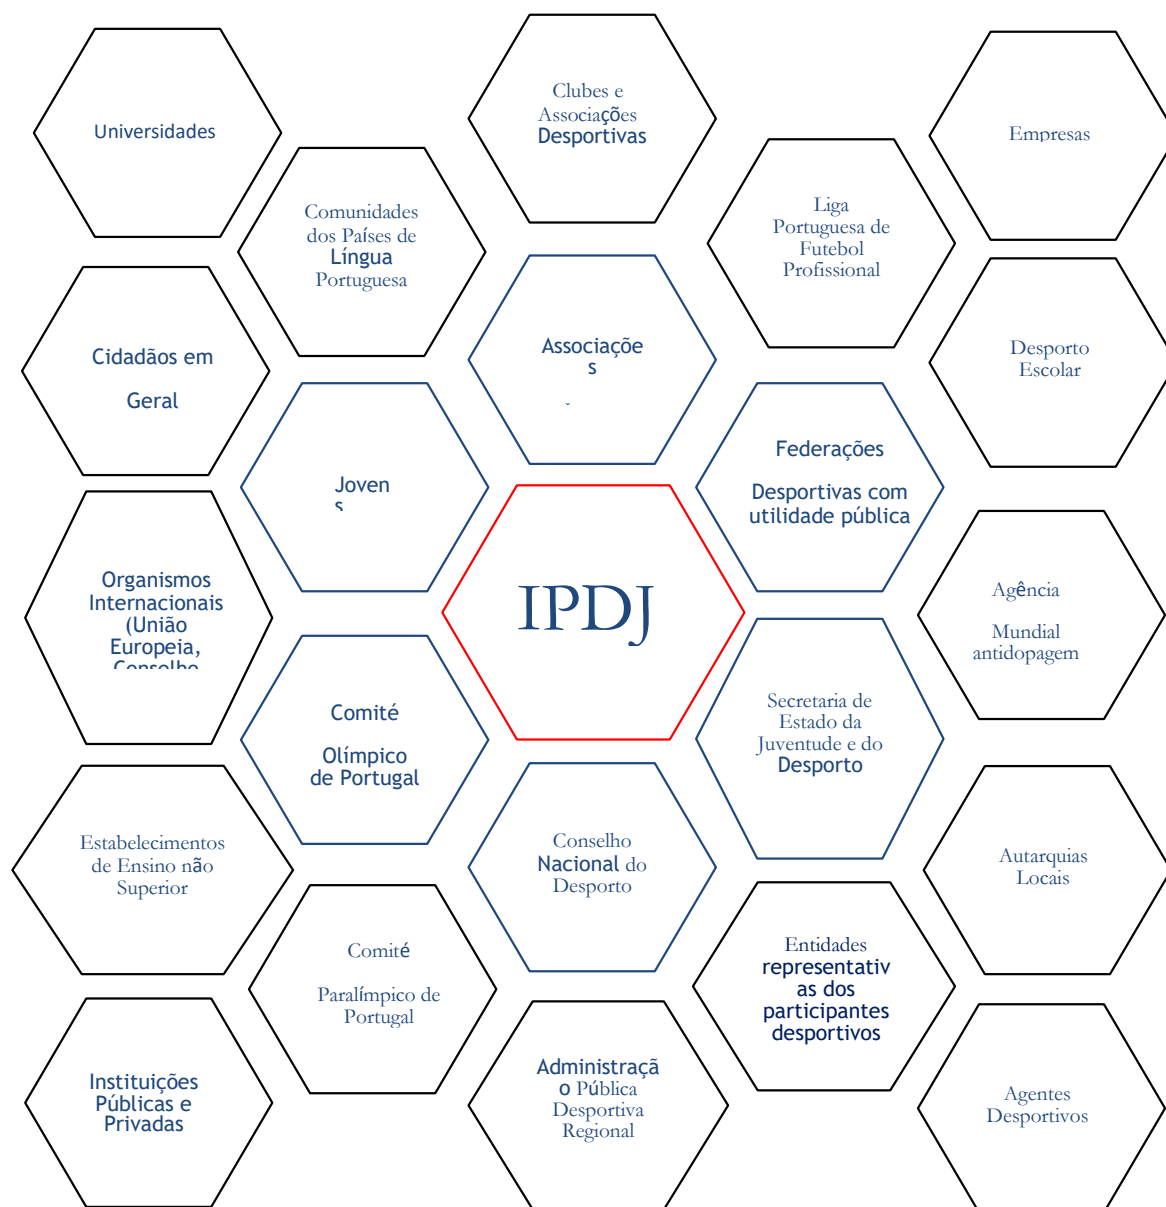 Universidades
Clubes e
Associações
Desportivas
Empresas
Comunidades
dos Países de
Língua
Portuguesa
Liga
Portuguesa de
Futebol
Profissional
Cidadãos em
Geral
Associaçõe
s
Desporto
Escolar
Joven
s
Federações
Desportivas com
utilidade pública
Organismos
Internacionais
(União
Europeia,
Conselho
IPDJ
Agência
Mundial
antidopagem
Comité
Olímpico
de Portugal
Secretaria de
Estado da
Juventude e do
Desporto
Estabelecimentos
de Ensino não
Superior
Conselho
Nacional do
Desporto
Autarquias
Locais
Comité
Paralímpico de
Portugal
Entidades
representativ
as dos
participantes
desportivos
Instituições
Públicas e
Privadas
Administraçã
o Pública
Desportiva
Regional
Agentes
Desportivos